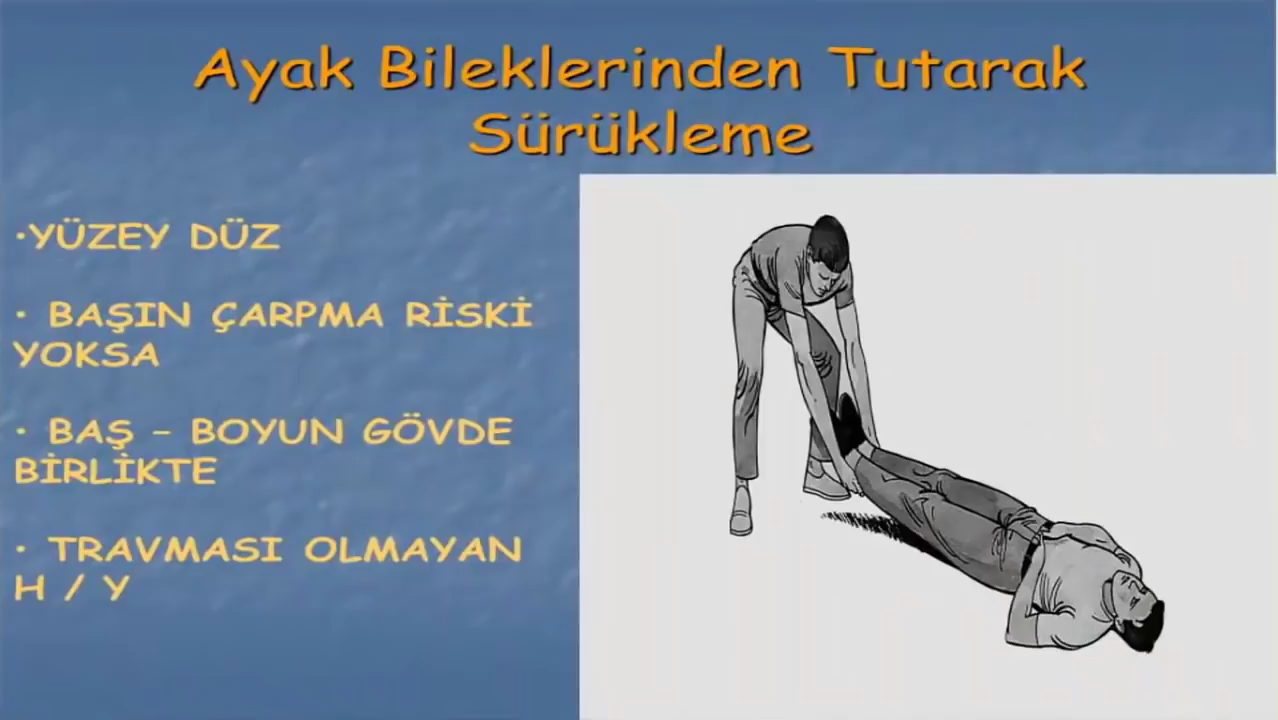 Ayak Bileklerinden Tutarak
Sürükleme
•YÜZEY DÜZ
• BAŞIN ÇARPMA RİSKİ
YOKSA
• BAŞ – BOYUN GÖVDE
BİRLİKTE
• TRAVMASI OLMAYAN
H / Y